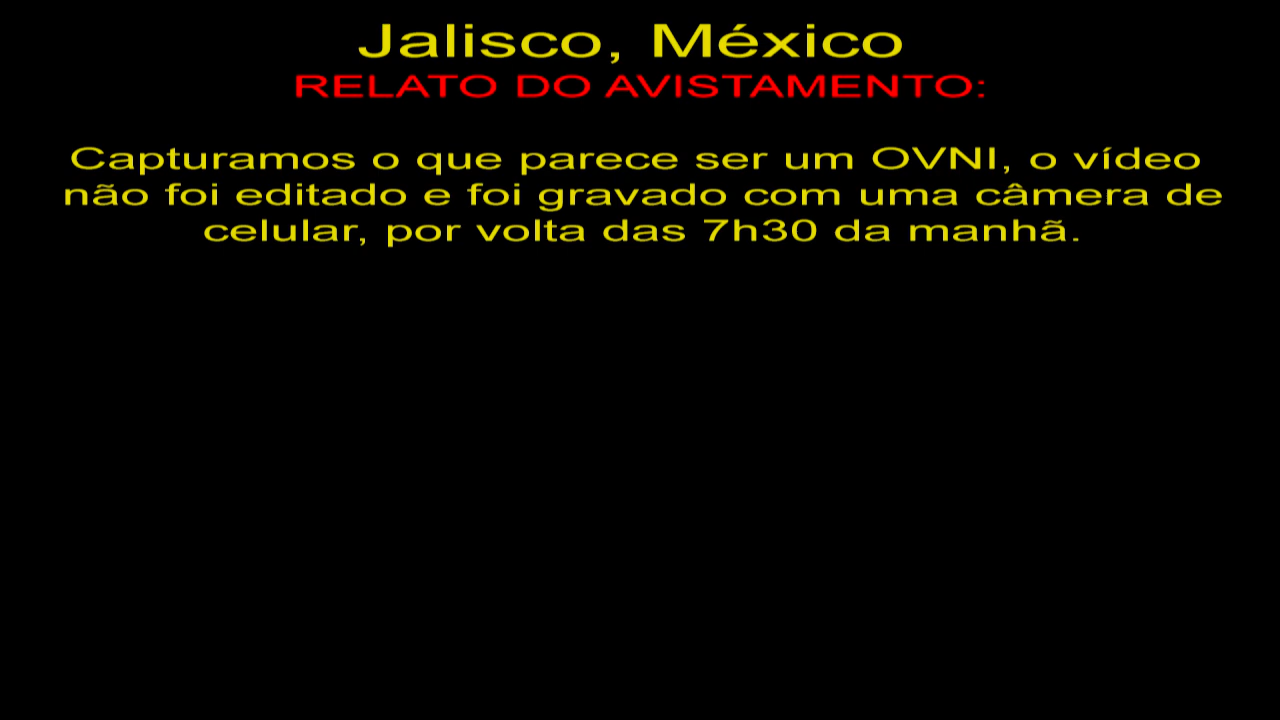 Jalisco, México
RELATO DO AVISTAMENTO:
Capturamos o que parece ser um OVNI, o vídeo
não foi editado e foi gravado com uma câmera de
celular, por volta das 7h30 da manhã.